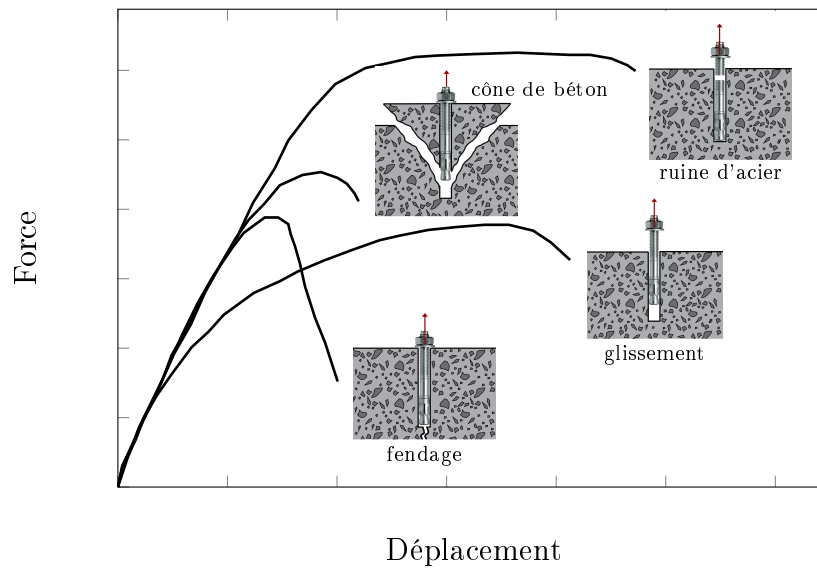 cône de béton
ruine d'acier
glissement
fendage
Force
Déplacement